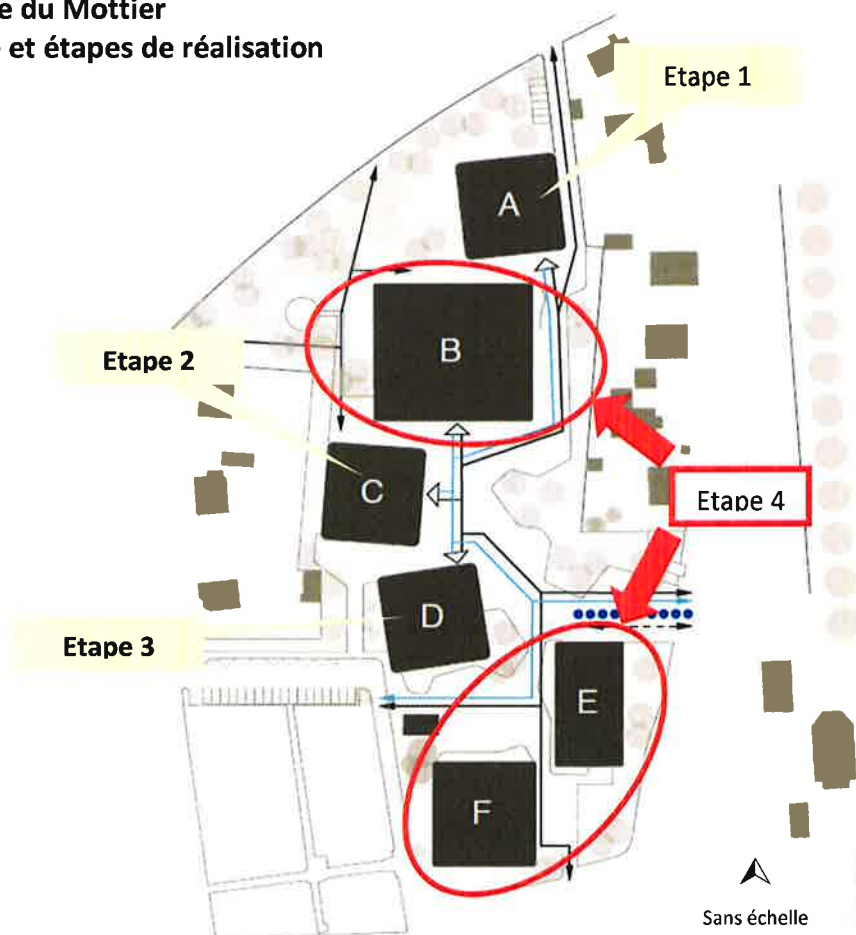 e du Mottier
et étapes de réalisation
Etape 1
A
B
Etape 2
C
Etape 4
D
Etape 3
E
F
Sans échelle